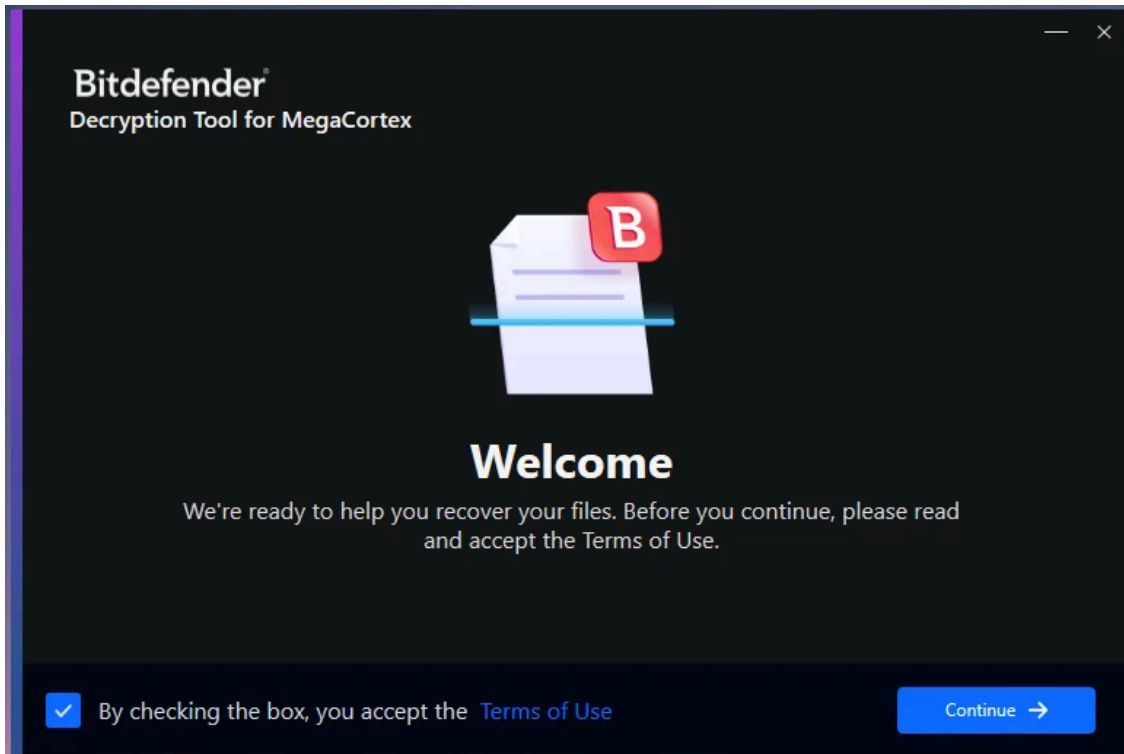 Bitdefender®
Decryption Tool for MegaCortex
B
Welcome
We're ready to help you recover your files. Before you continue, please read
and accept the Terms of Use.
By checking the box, you accept the Terms of Use
Continue →